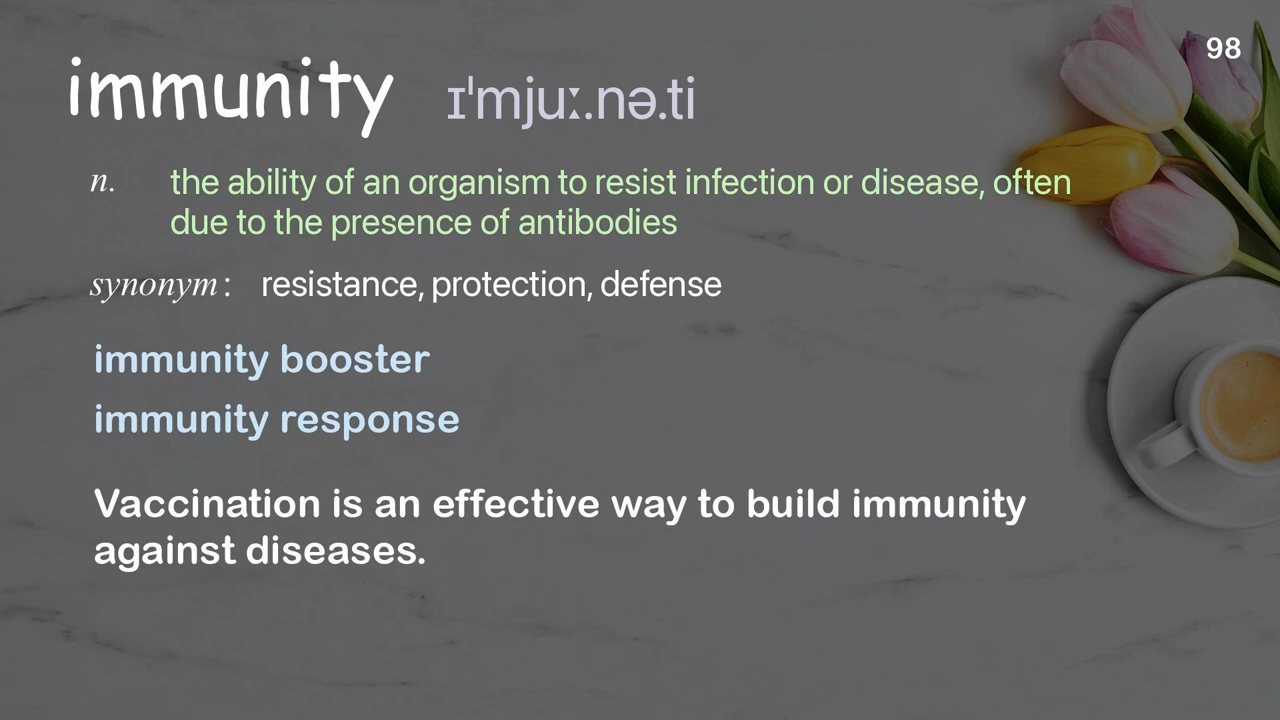 98
immunity ɪˈmjuː.nə.ti
n. the ability of an organism to resist infection or disease, often
due to the presence of antibodies
synonym : resistance, protection, defense
immunity booster
immunity response
Vaccination is an effective way to build immunity
against diseases.